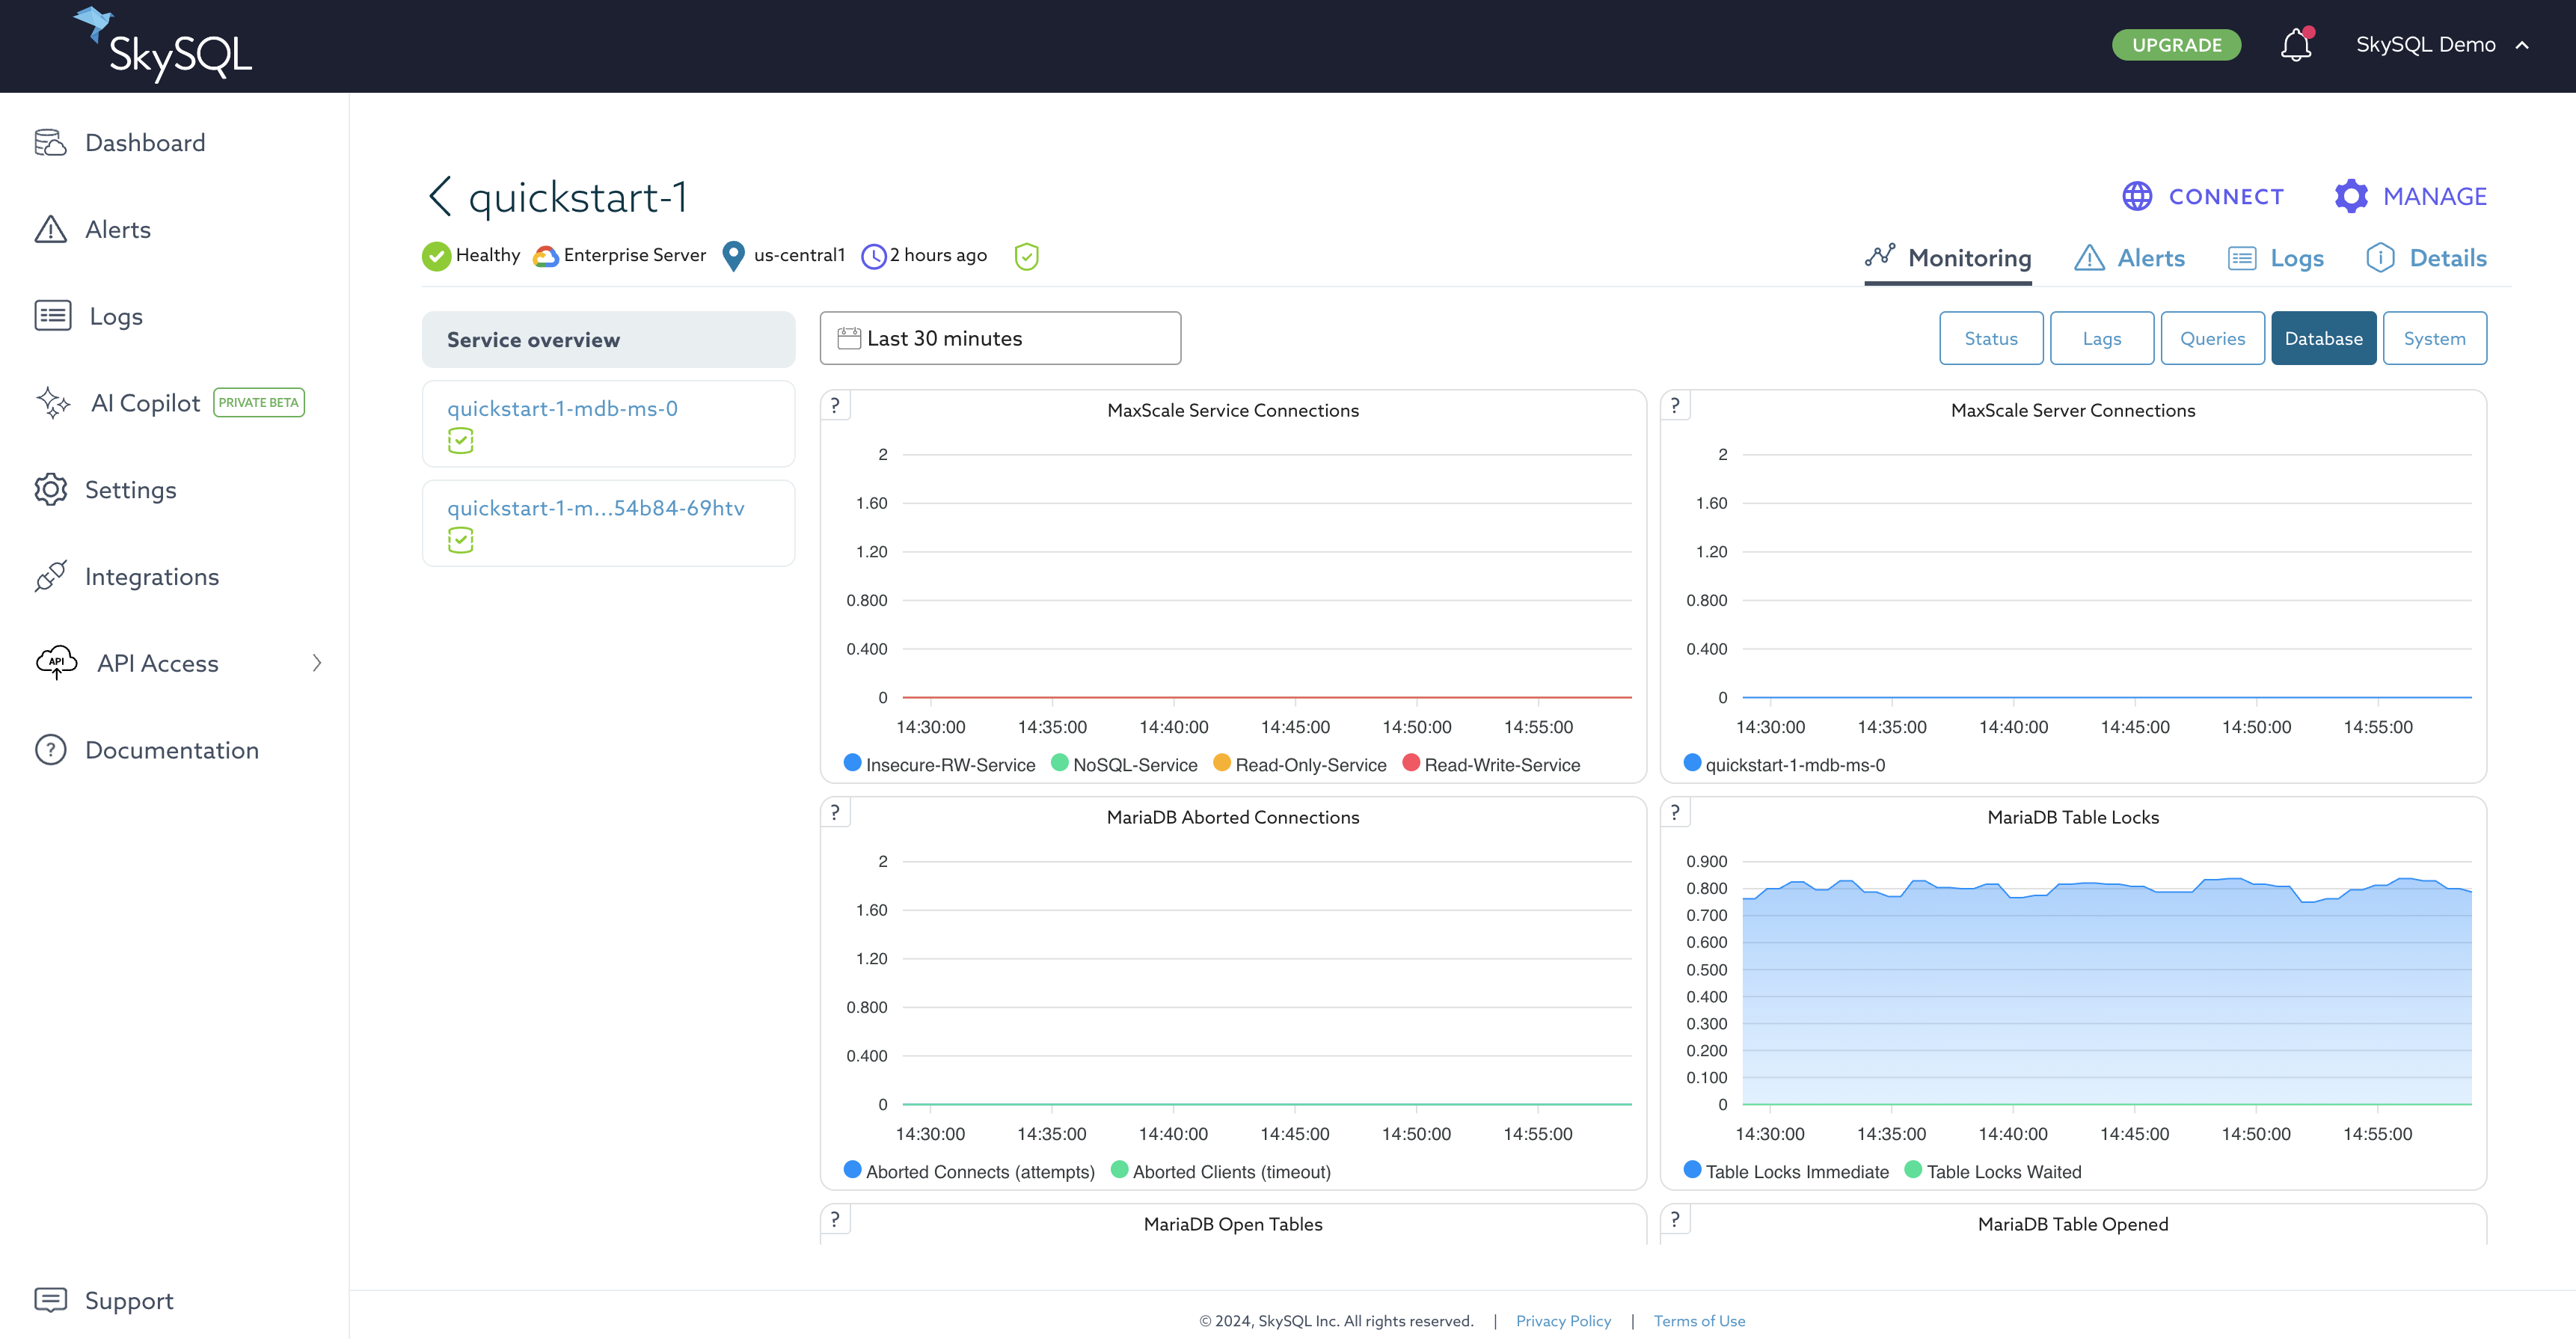 SkySQL
UPGRADE
SkySQL Demo
Dashboard
Alerts
Logs
AI Copilot PRIVATE BETA
Settings
Integrations
API API Access
Documentation
Support
quickstart-1
CONNECT
MANAGE
Healthy Enterprise Server us-central1 2 hours ago
Monitoring Alerts Logs Details
Service overview
quickstart-1-mdb-ms-0
quickstart-1-m...54b84-69htv
Last 30 minutes
Status Lags Queries Database System
?
MaxScale Service Connections
2
1.60
1.20
0.800
0.400
0
14:30:00 14:35:00 14:40:00 14:45:00 14:50:00 14:55:00
Insecure-RW-Service NoSQL-Service Read-Only-Service Read-Write-Service
?
MaxScale Server Connections
2
1.60
1.20
0.800
0.400
0
14:30:00 14:35:00 14:40:00 14:45:00 14:50:00 14:55:00
quickstart-1-mdb-ms-0
?
MariaDB Aborted Connections
2
1.60
1.20
0.800
0.400
0
14:30:00 14:35:00 14:40:00 14:45:00 14:50:00 14:55:00
Aborted Connects (attempts) Aborted Clients (timeout)
?
MariaDB Table Locks
0.900
0.800
0.700
0.600
0.500
0.400
0.300
0.200
0.100
0
14:30:00 14:35:00 14:40:00 14:45:00 14:50:00 14:55:00
Table Locks Immediate Table Locks Waited
?
MariaDB Open Tables
?
MariaDB Table Opened
© 2024, SkySQL Inc. All rights reserved. | Privacy Policy | Terms of Use